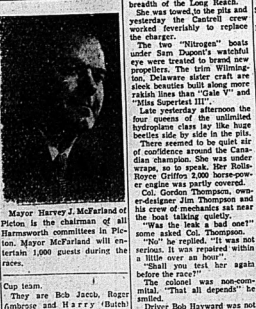 Mayor Harvey J. McFarland of
Picton is the chairman of all
Harmsworth committees in Pic-
ton. Mayor McFarland will en-
tertain 1,000 guests during the
races.
Cup team.
They are Bob Jacob, Roger
Ambrose and Harry (Butch)
breadth of the Long Reach.
She was towed to the pits and
yesterday the Cantrell crew
worked feverishly to replace
the charger.
The two "Nitrogen" boats
under Sam Dupont's watchful
eye were treated to brand new
propellers. The trim Wilming-
ton, Delaware sister craft are
sleek beauties built along more
rakish lines than "Gale V" and
"Miss Supertest III".
Late yesterday afternoon the
four queens of the unlimited
hydroplane class lay like huge
beetles side by side in the pits.
There seemed to be quiet air
of confidence around the Cana-
dian champion. She was under
wraps, so to speak. Her Rolls-
Royce Griffon 2,000 horse-pow-
er engine was partly covered.
Col. Gordon Thompson, own-
er-designer Jim Thompson and
his crew of mechanics sat near
the boat talking quietly.
"Was the leak a bad one?"
some asked Col. Thompson.
"No" he replied. "It was not
serious. It was repaired within
a little over an hour".
"Shall you test her again
before the race?"
The colonel was non-com-
mital. "That all depends" he
smiled.
Driver Bob Hayward was not